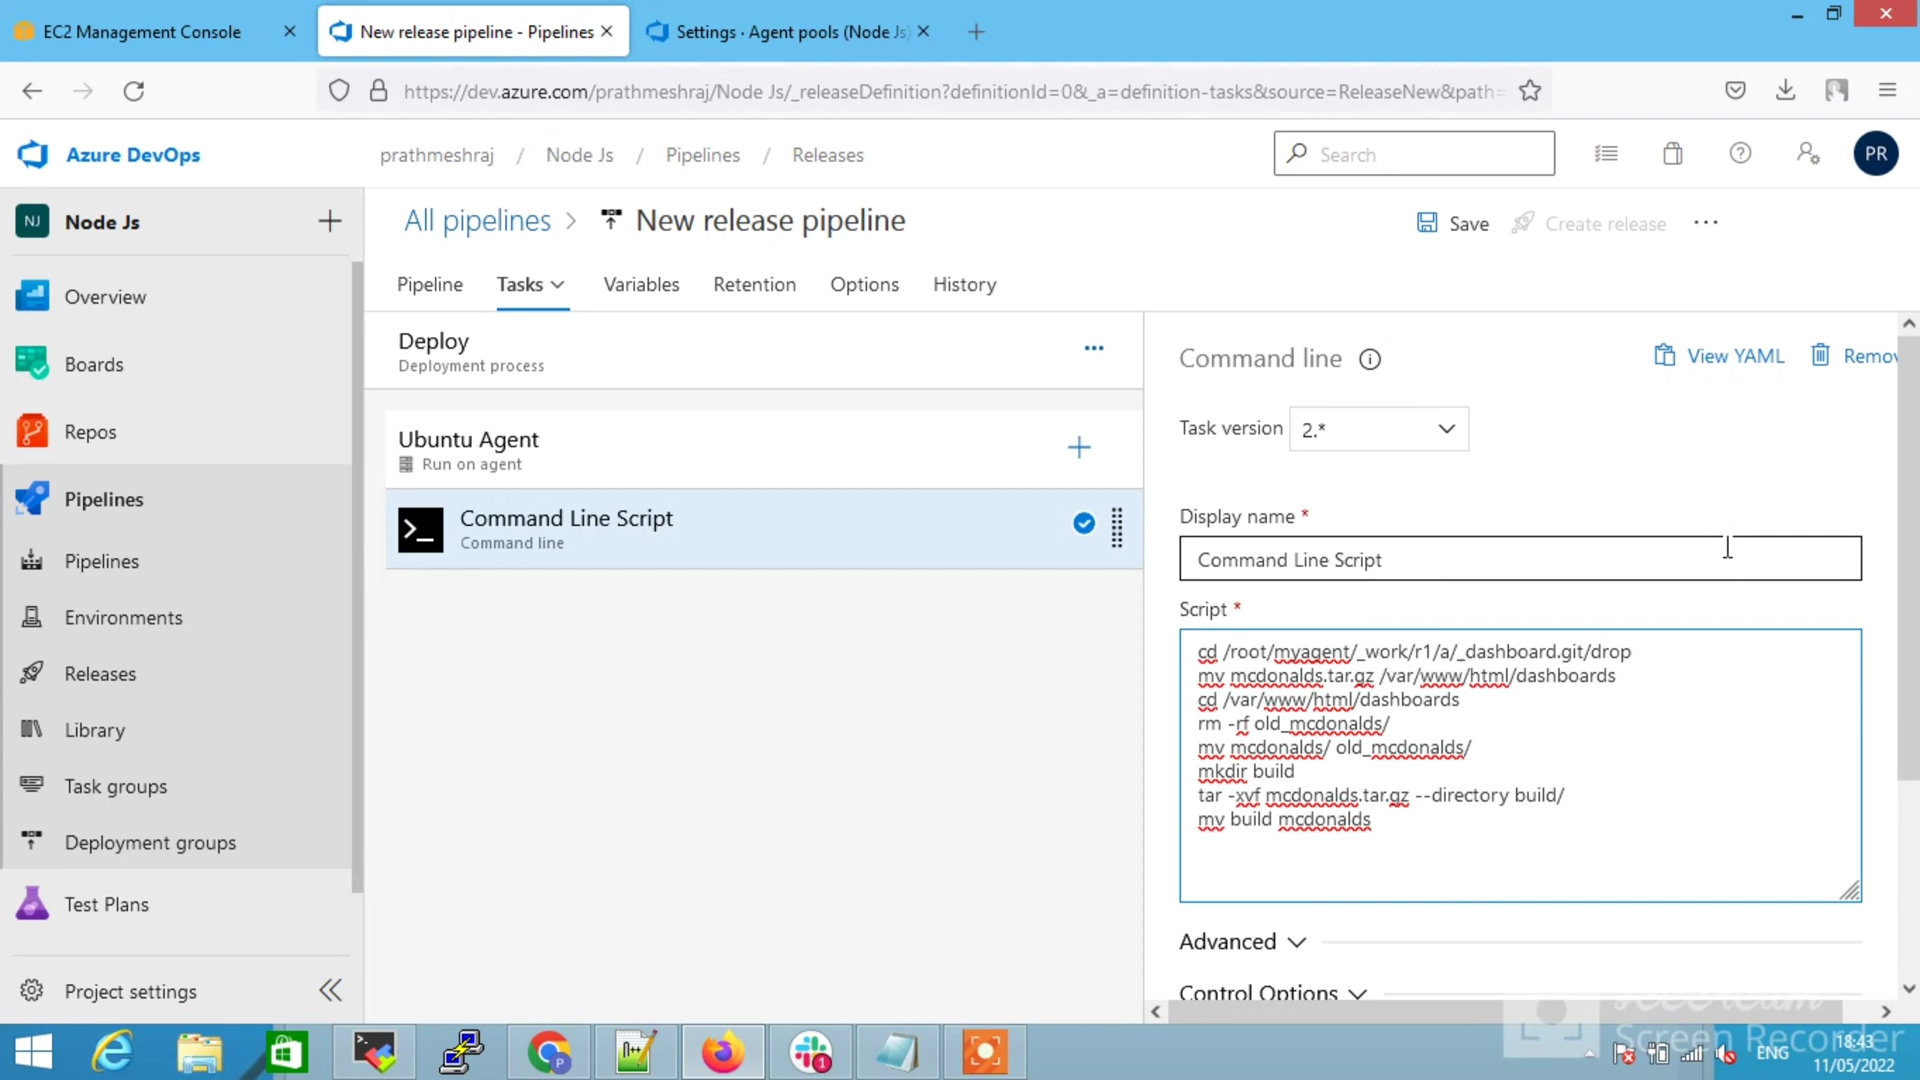 EC2 Management Console
New release pipeline - Pipelines
Settings · Agent pools (Node Js)
https://dev.azure.com/prathmeshraj/Node Js/_releaseDefinition?definitionId=0&_a=definition-tasks&source=ReleaseNew&path=
Azure DevOps
prathmeshraj / Node Js / Pipelines / Releases
Search
PR
NJ
Node Js
Overview
Boards
Repos
Pipelines
Pipelines
Environments
Releases
Library
Task groups
Deployment groups
Test Plans
Project settings
All pipelines
New release pipeline
Save
Create release
Pipeline
Tasks
Variables
Retention
Options
History
Deploy
Deployment process
Ubuntu Agent
Run on agent
Command Line Script
Command line
Command line
View YAML
Remov
Task version
2.*
Display name *
Command Line Script
Script *
cd /root/myagent/_work/r1/a/_dashboard.git/drop
mv mcdonalds.tar.gz /var/www/html/dashboards
cd /var/www/html/dashboards
rm -rf old_mcdonalds/
mv mcdonalds/ old_mcdonalds/
mkdir build
tar -xvf mcdonalds.tar.gz --directory build/
mv build mcdonalds
Advanced
Control Options
Screen Recorder
ENG
18:43
11/05/2022